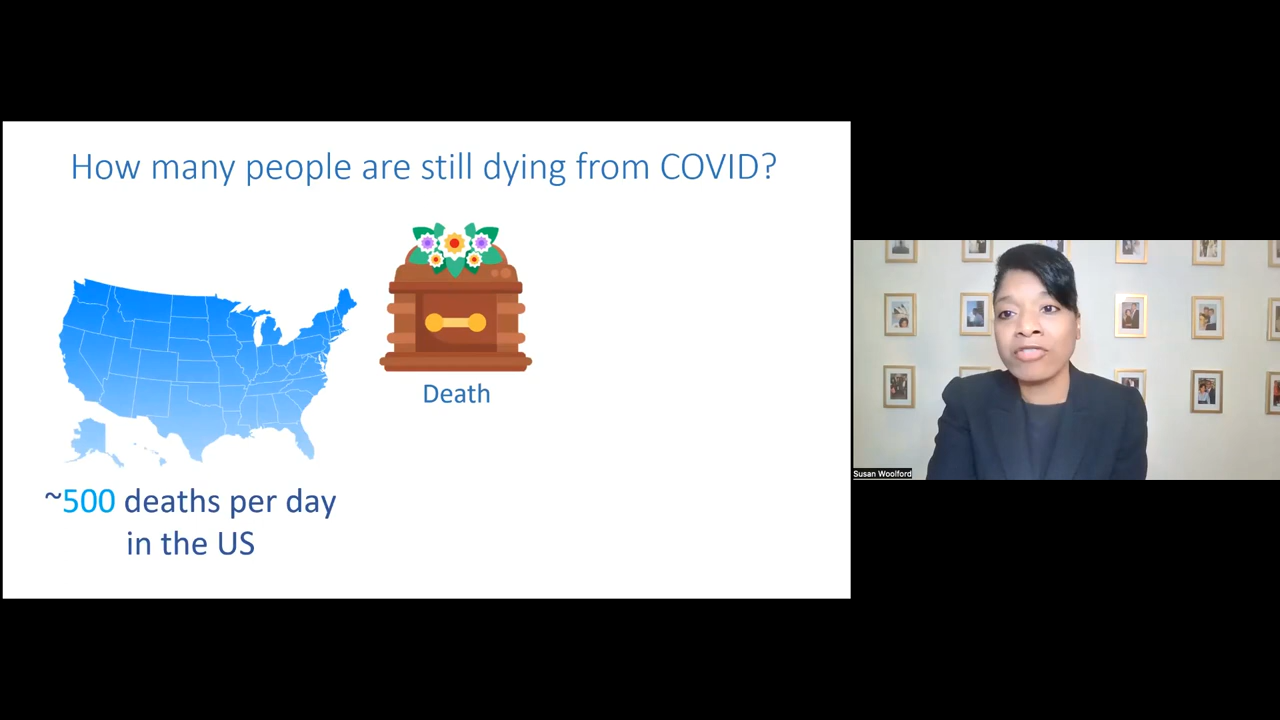 How many people are still dying from COVID?
Death
~500 deaths per day
in the US
Susan Woolford